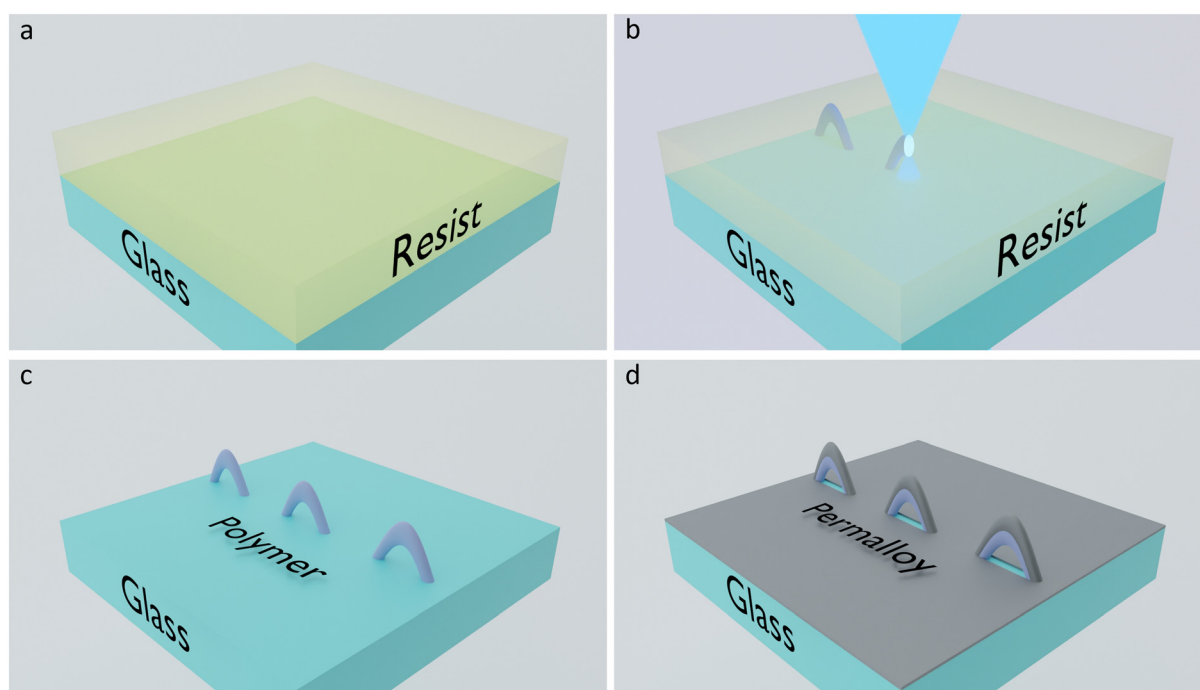 a
Glass
Resist
b
Glass
Resist
c
Polymer
Glass
d
Permalloy
Glass